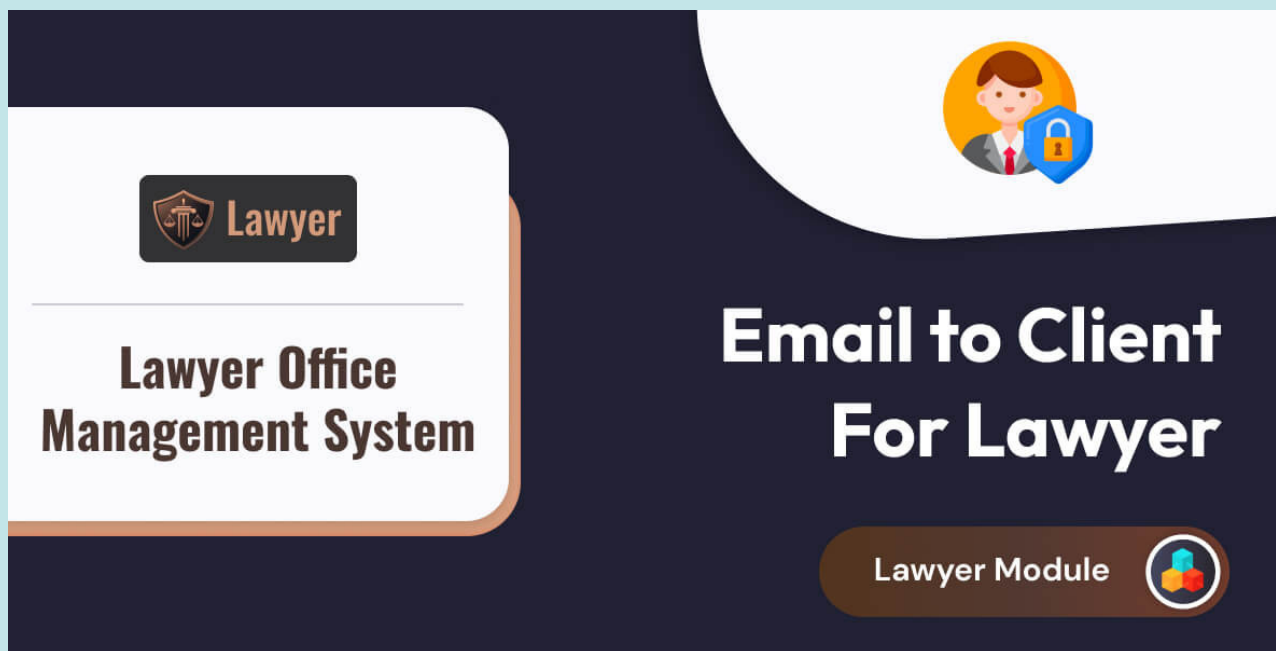 Lawyer
Lawyer Office
Management System
Email to Client
For Lawyer
Lawyer Module